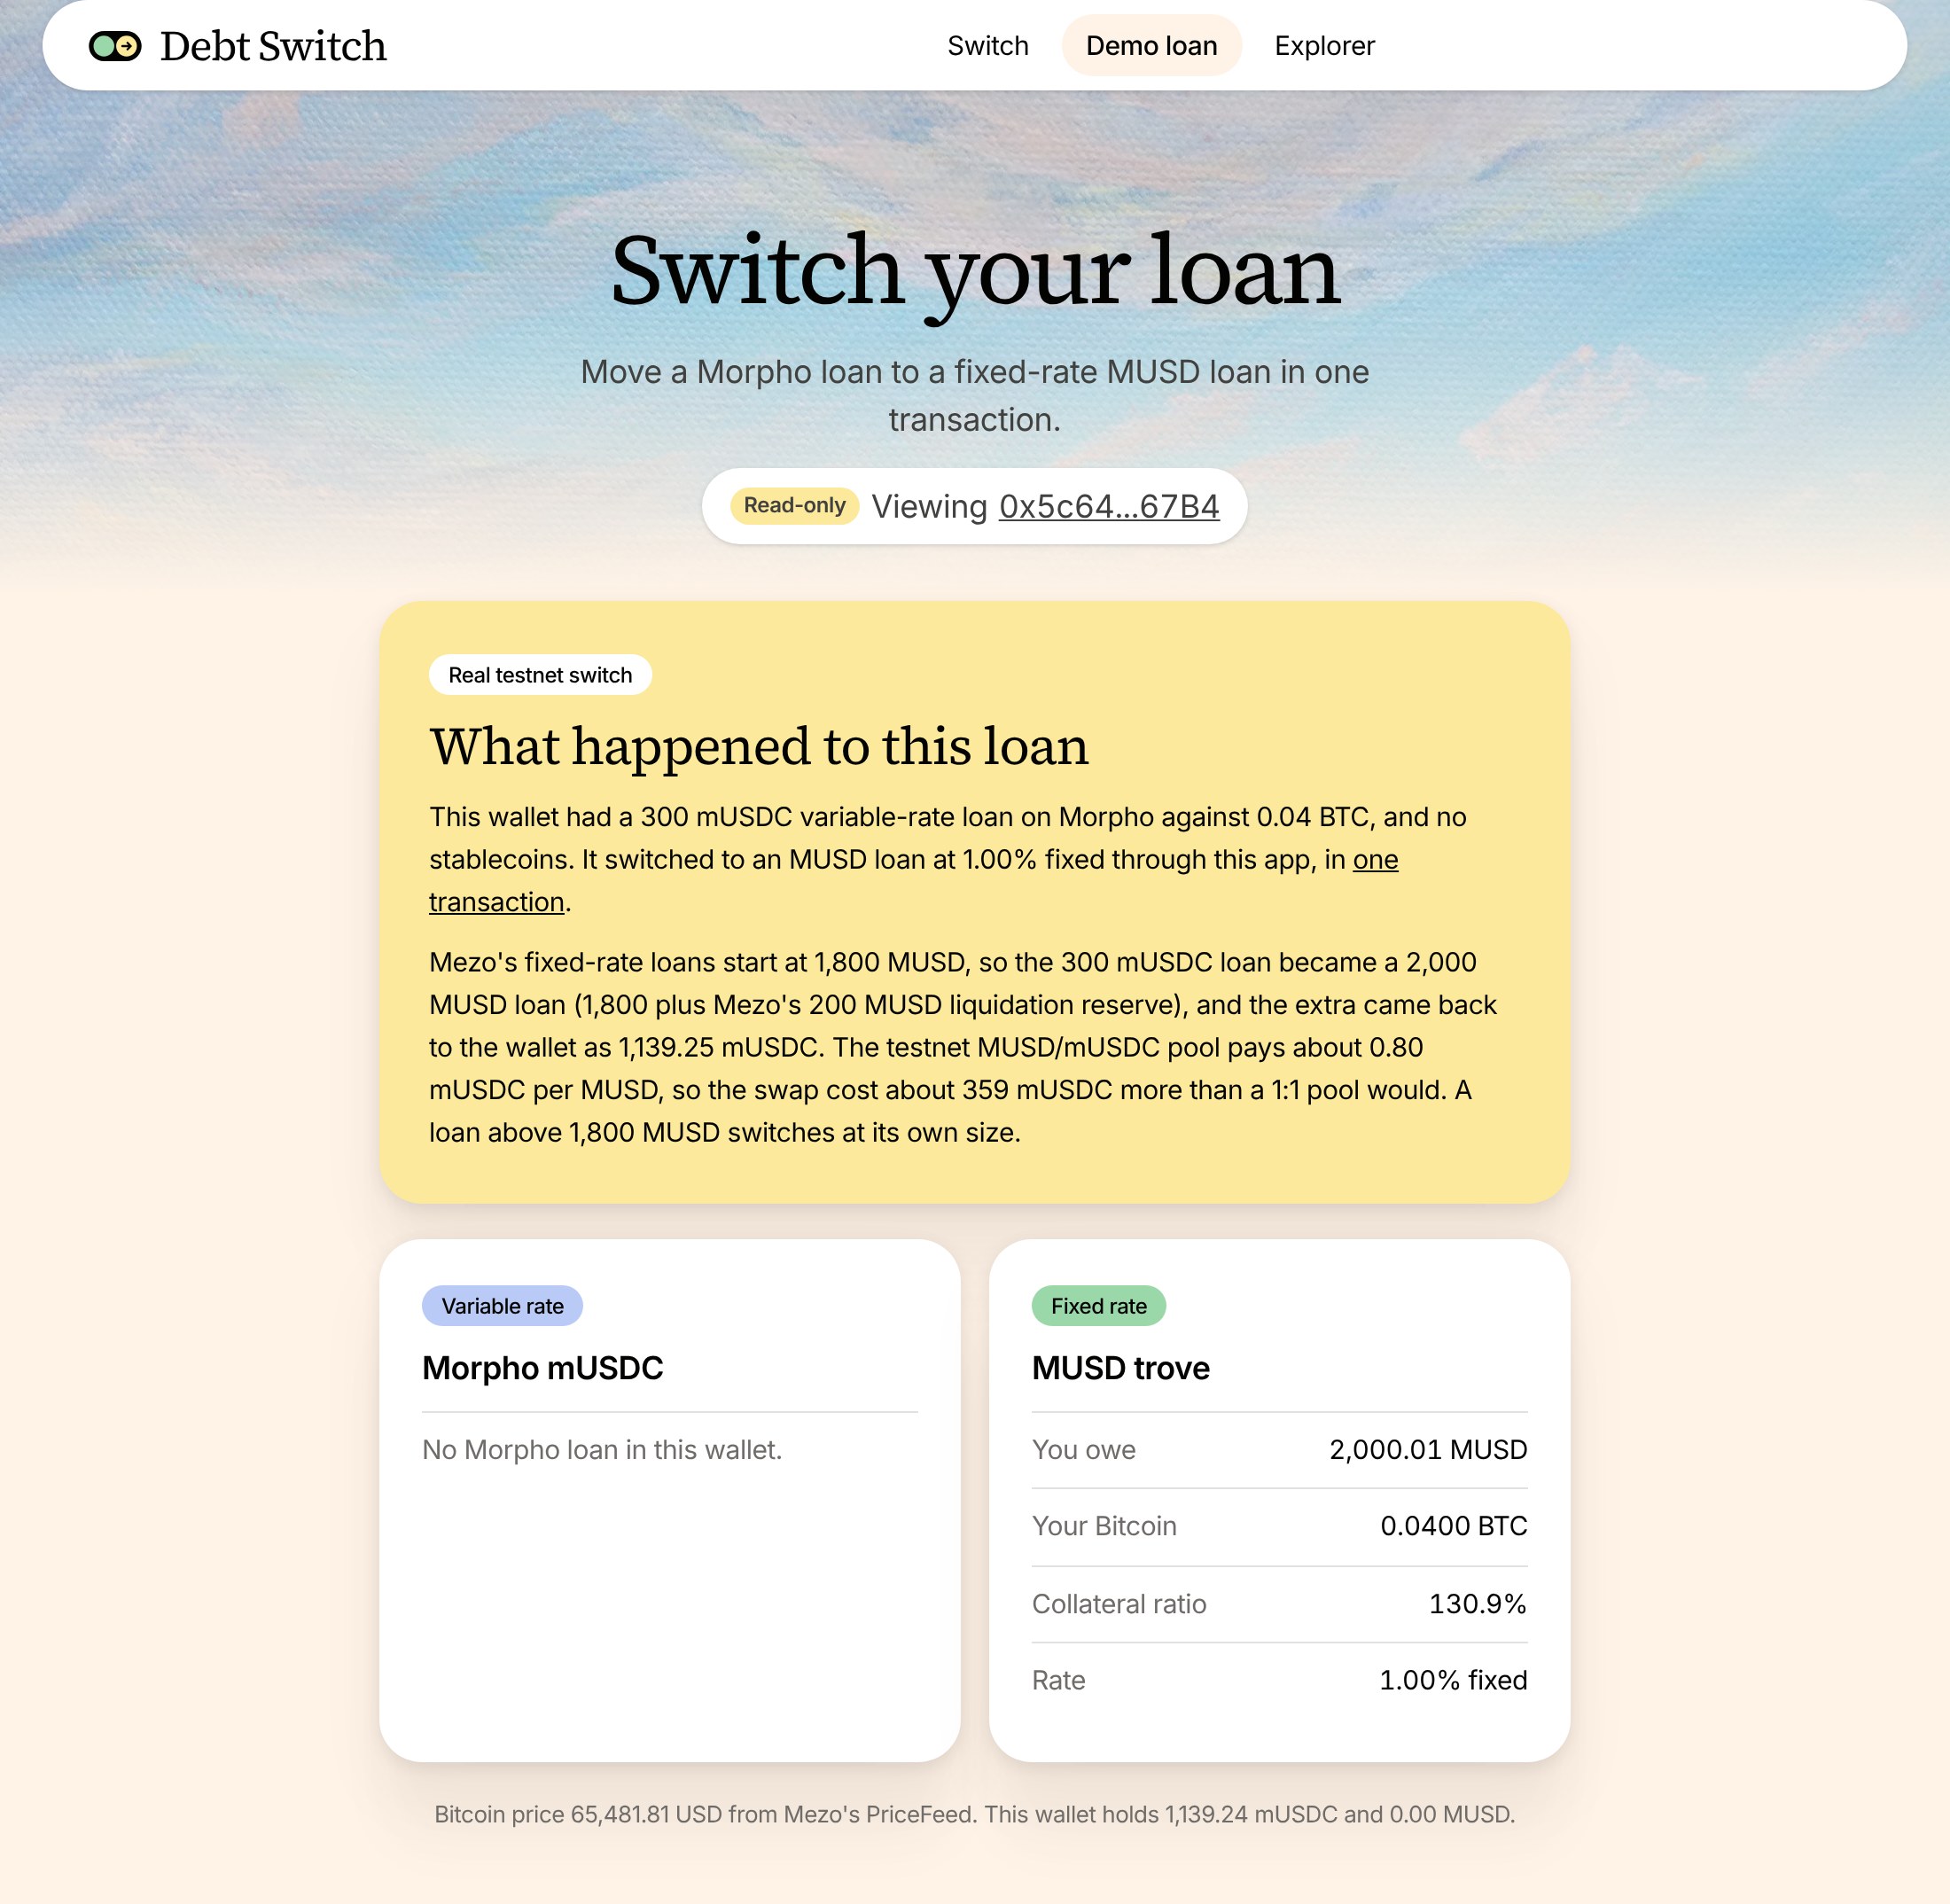 Debt Switch
Switch
Demo loan
Explorer
Switch your loan
Move a Morpho loan to a fixed-rate MUSD loan in one
transaction.
Read-only Viewing 0x5c64...67B4
Real testnet switch
What happened to this loan
This wallet had a 300 mUSDC variable-rate loan on Morpho against 0.04 BTC, and no
stablecoins. It switched to an MUSD loan at 1.00% fixed through this app, in one
transaction.
Mezo's fixed-rate loans start at 1,800 MUSD, so the 300 mUSDC loan became a 2,000
MUSD loan (1,800 plus Mezo's 200 MUSD liquidation reserve), and the extra came back
to the wallet as 1,139.25 mUSDC. The testnet MUSD/mUSDC pool pays about 0.80
mUSDC per MUSD, so the swap cost about 359 mUSDC more than a 1:1 pool would. A
loan above 1,800 MUSD switches at its own size.
Variable rate
Morpho mUSDC
No Morpho loan in this wallet.
Fixed rate
MUSD trove
You owe 2,000.01 MUSD
Your Bitcoin 0.0400 BTC
Collateral ratio 130.9%
Rate 1.00% fixed
Bitcoin price 65,481.81 USD from Mezo's PriceFeed. This wallet holds 1,139.24 mUSDC and 0.00 MUSD.